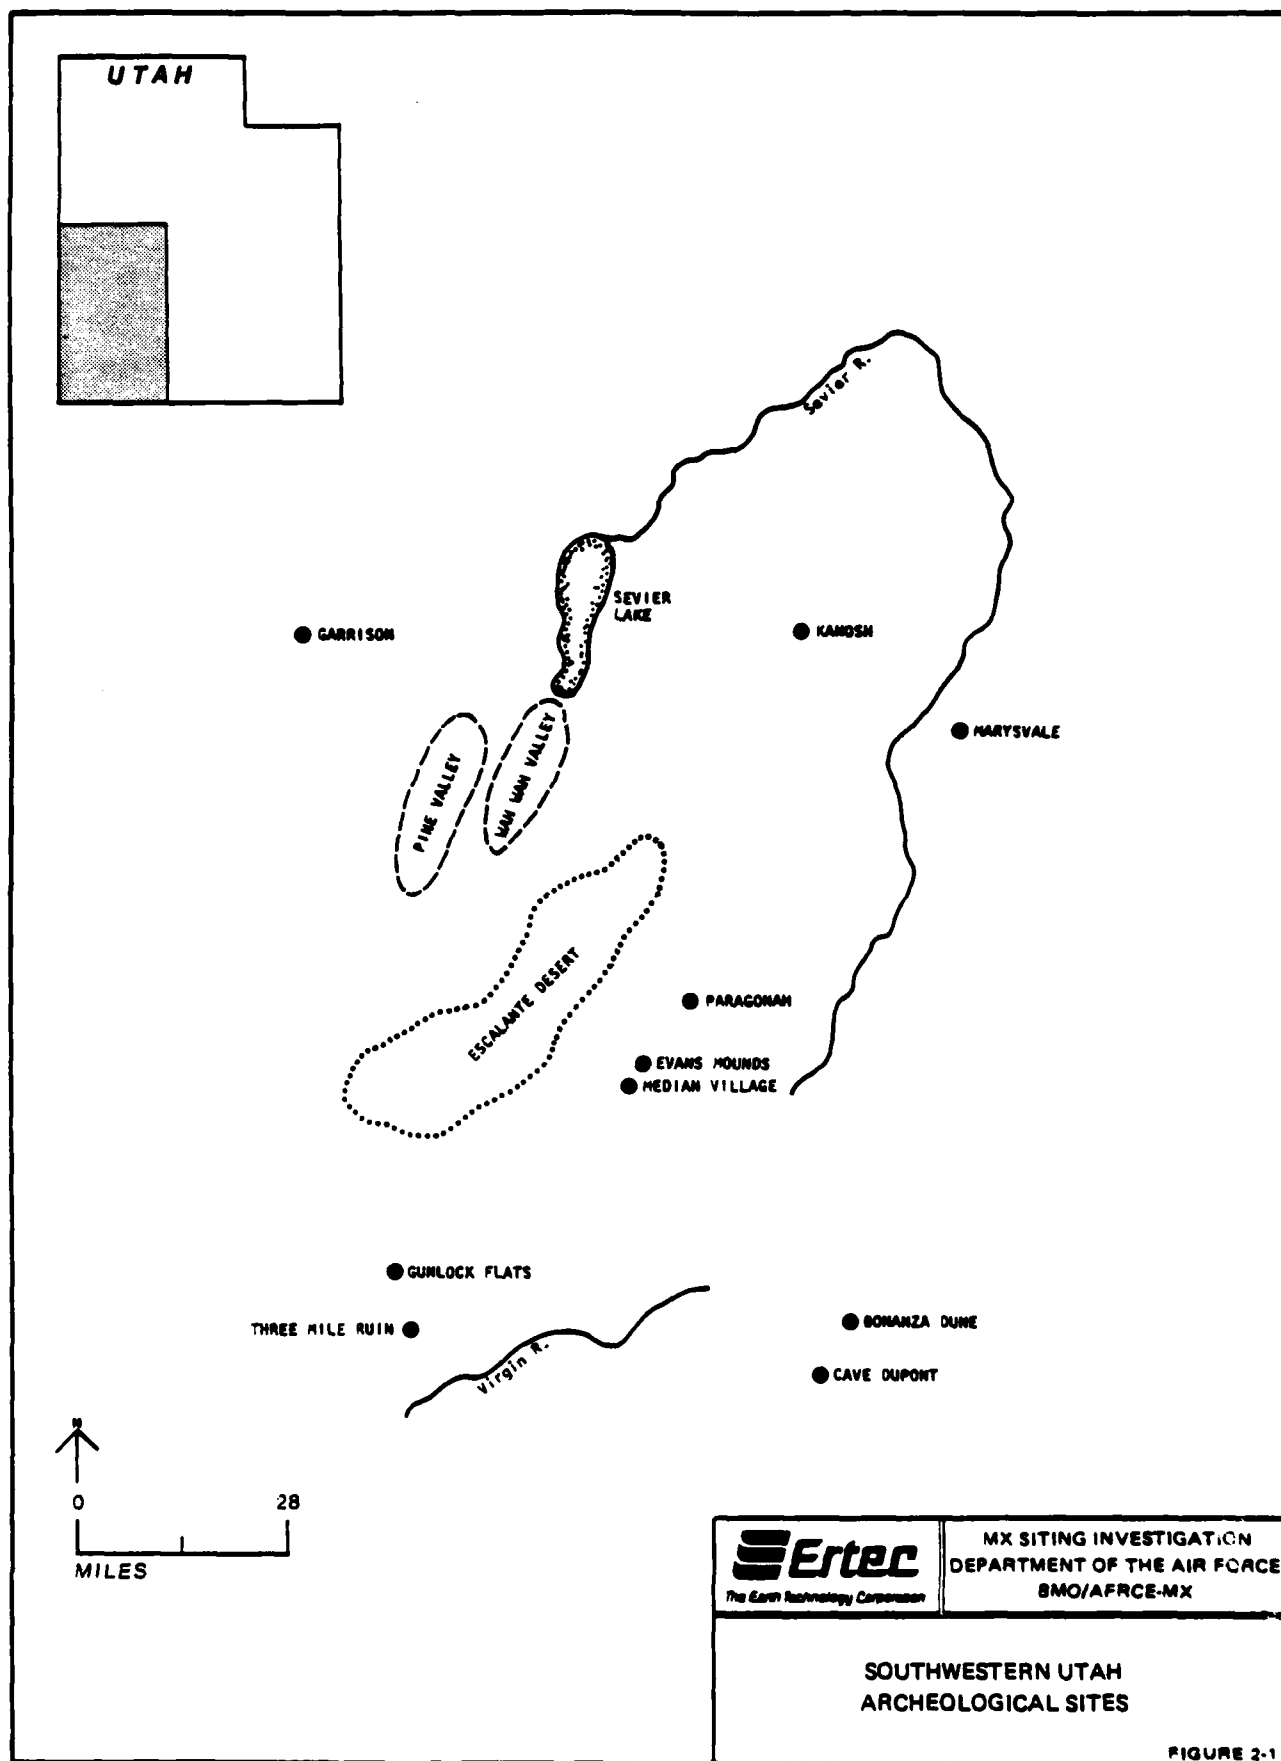 UTAH
Sevier R.
SEVIER
LAKE
GARRISON
KANOSH
MARYSVALE
PINE VALLEY
WAH WAH VALLEY
ESCALANTE DESERT
PARAGONAH
EVANS MOUNDS
MEDIAN VILLAGE
GUNLOCK FLATS
THREE MILE RUIN
BONANZA DUNE
Virgin R.
CAVE DUPONT
N
0 28
MILES
Ertec
The Earth Technology Corporation
MX SITING INVESTIGATION
DEPARTMENT OF THE AIR FORCE
BMO/AFRCE-MX
SOUTHWESTERN UTAH
ARCHEOLOGICAL SITES
FIGURE 2-1